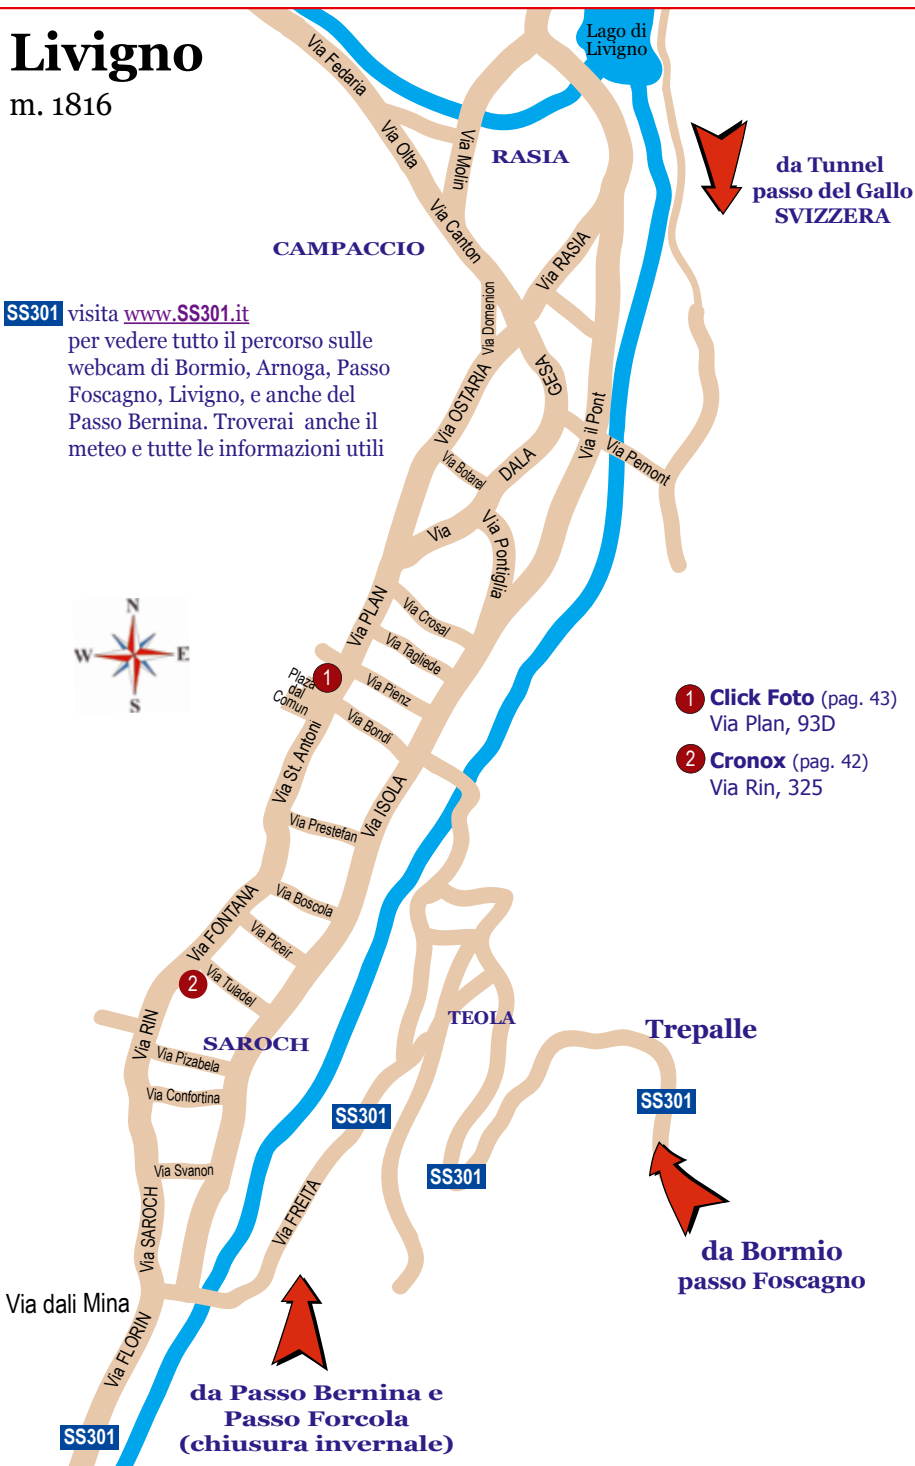 Livigno
m. 1816
Lago di
Livigno
Via Fedaria
Via Olta
Via Molin
RASIA
da Tunnel
passo del Gallo
SVIZZERA
Via Canton
CAMPACCIO
Via RASIA
SS301 visita www.SS301.it
per vedere tutto il percorso sulle
webcam di Bormio, Arnoga, Passo
Foscagno, Livigno, e anche del
Passo Bernina. Troverai anche il
meteo e tutte le informazioni utili
Via Domenion
GESA
Via OSTARIA
Via il Pont
Via Pemont
Via Botarel
DALA
Via
Via Pontiglia
Via PLAN
Via Crosal
Via Tagliede
N
W
E
S
Plaza
dal
Comun
1
Via Pienz
Via Bondi
1 Click Foto (pag. 43)
Via Plan, 93D
2 Cronox (pag. 42)
Via Rin, 325
Via St. Antoni
Via ISOLA
Via Prestefan
Via Boscola
Via FONTANA
Via Piceir
2
Via Tuladel
Via RIN
SAROCH
TEOLA
Trepalle
Via Pizabela
Via Confortina
SS301
SS301
Via Svanon
SS301
Via SAROCH
Via FREITA
da Bormio
passo Foscagno
Via dali Mina
Via FLORIN
da Passo Bernina e
Passo Forcola
(chiusura invernale)
SS301